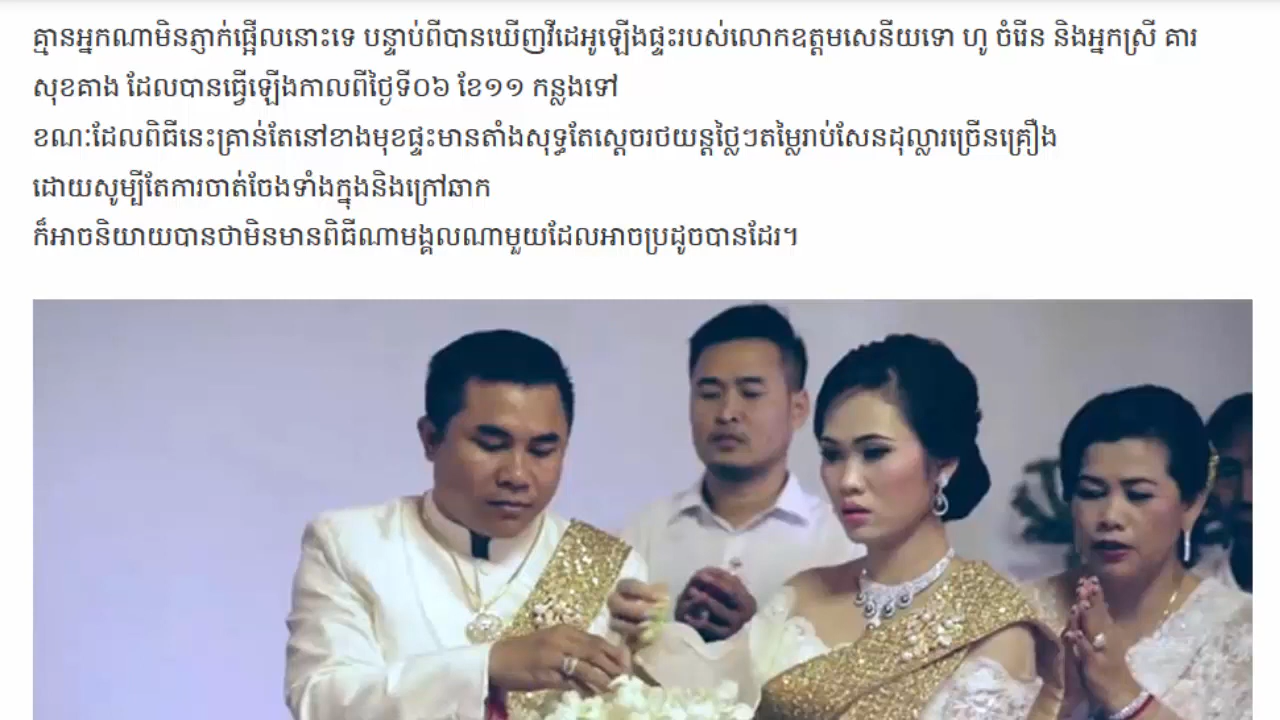 គ្មានអ្នកណាមិនភ្ញាក់ផ្អើលនោះទេ បន្ទាប់ពីបានឃើញវីដេអូឡើងផ្ទះរបស់លោកឧត្តមសេនីយទោ ហូ ចំរើន និងអ្នកស្រី គារ
សុខគាង ដែលបានធ្វើឡើងកាលពីថ្ងៃទី០៦ ខែ១១ កន្លងទៅ
ខណៈដែលពិធីនេះគ្រាន់តែនៅខាងមុខផ្ទះមានតាំងសុទ្ធតែស្តេចរថយន្តថ្លៃៗតម្លៃរាប់សែនដុល្លារច្រើនគ្រឿង
ដោយសូម្បីតែការចាត់ចែងទាំងក្នុងនិងក្រៅឆាក
ក៏អាចនិយាយបានថាមិនមានពិធីណាមង្គលណាមួយដែលអាចប្រដូចបានដែរ។